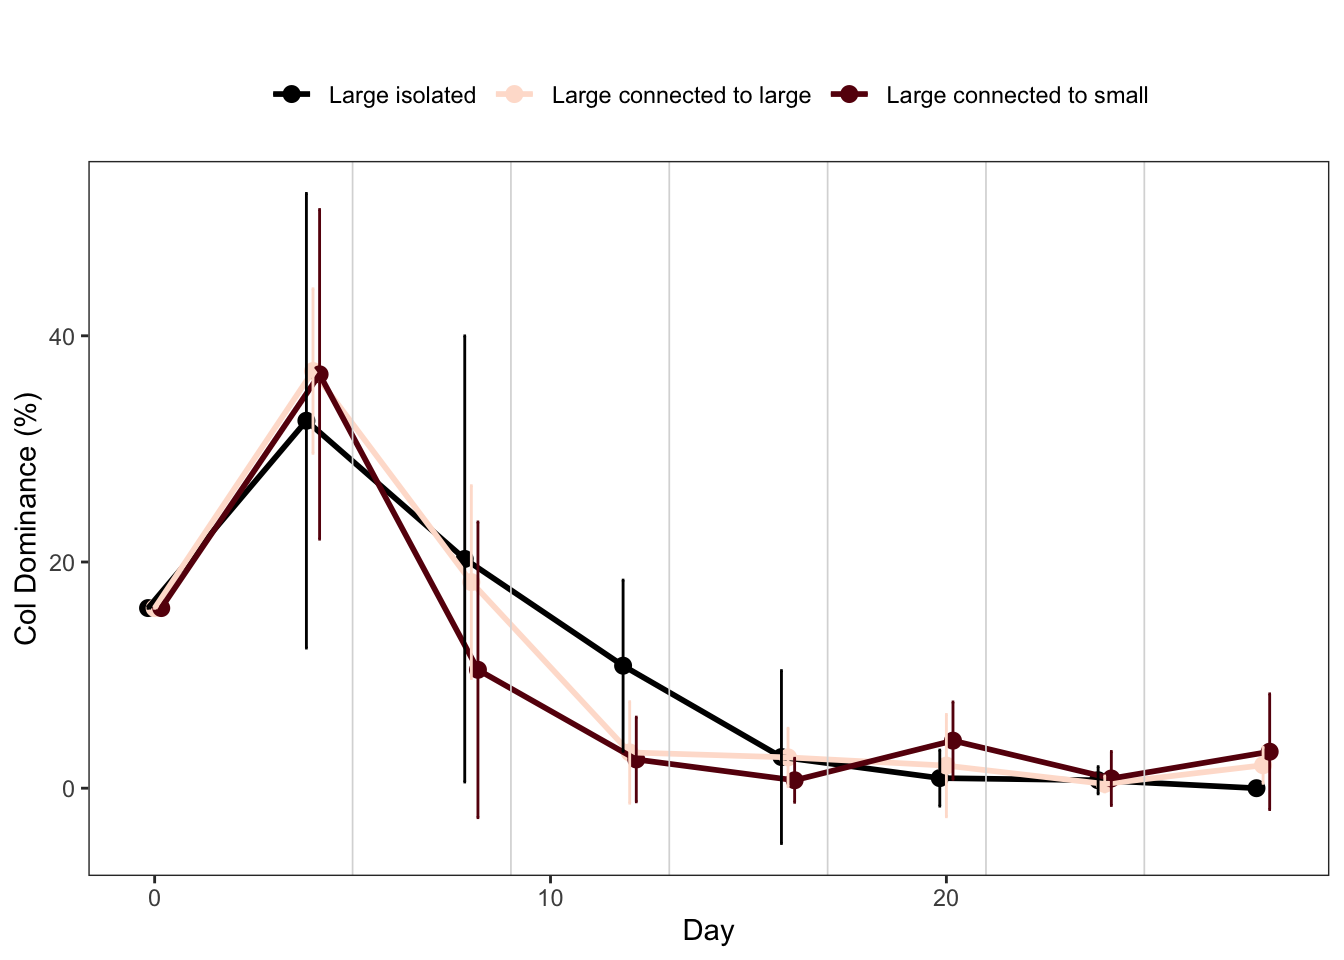 Large isolated Large connected to large Large connected to small
Col Dominance (%)
40
20
0
0 10 20
Day